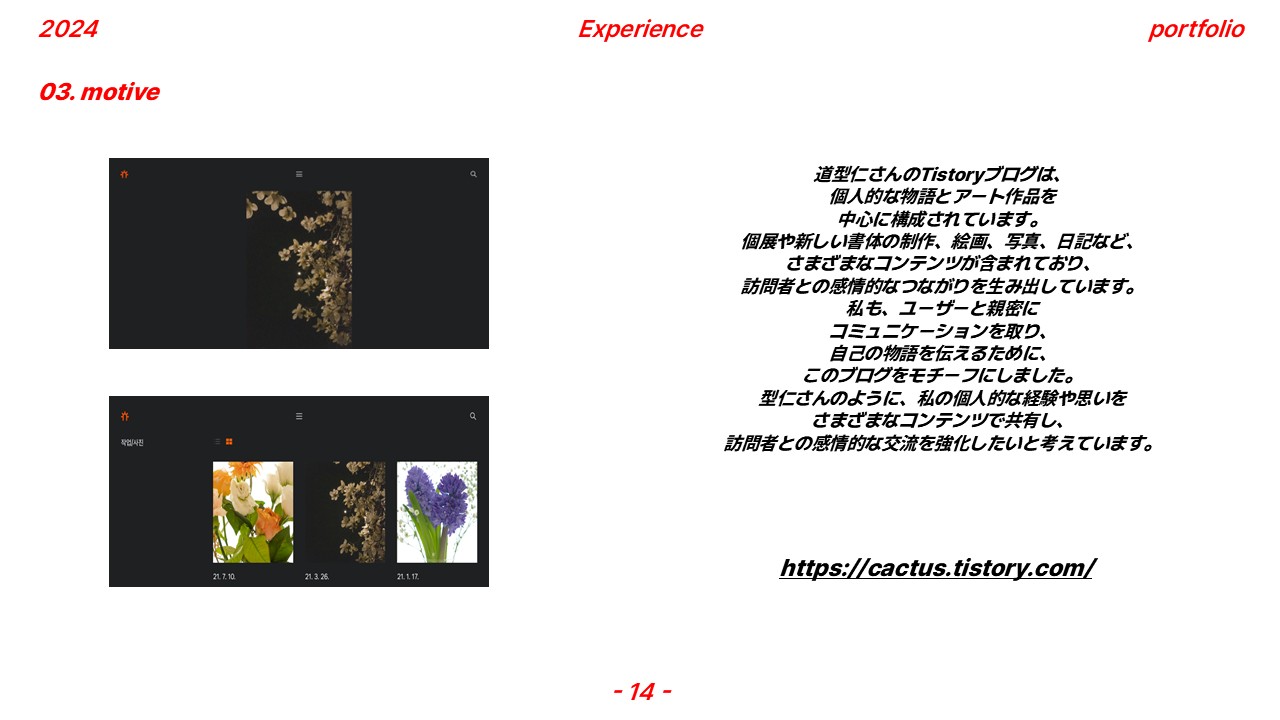 2024
Experience
portfolio
03. motive
道型仁さんのTistoryブログは、
個人的な物語とアート作品を
中心に構成されています。
個展や新しい書体の制作、絵画、写真、日記など、
さまざまなコンテンツが含まれており、
訪問者との感情的なつながりを生み出しています。
私も、ユーザーと親密に
コミュニケーションを取り、
自己の物語を伝えるために、
このブログをモチーフにしました。
型仁さんのように、私の個人的な経験や思いを
さまざまなコンテンツで共有し、
訪問者との感情的な交流を強化したいと考えています。
작업/사진
21. 7. 10.
21. 3. 26.
21. 1. 17.
https://cactus.tistory.com/
- 14 -